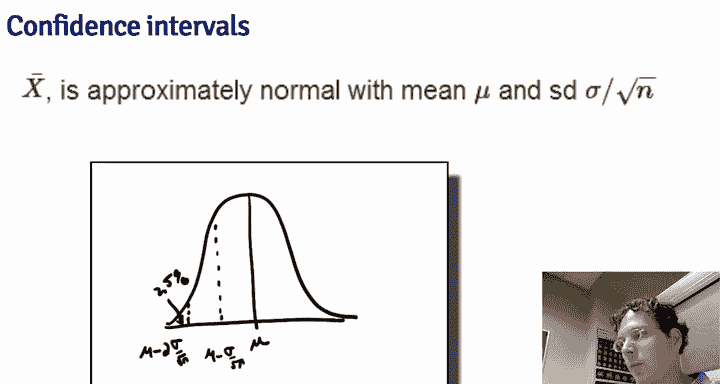 Confidence intervals
X̄, is approximately normal with mean μ and sd σ/√n
2.5%
μ-2σ/√n μ-σ/√n μ